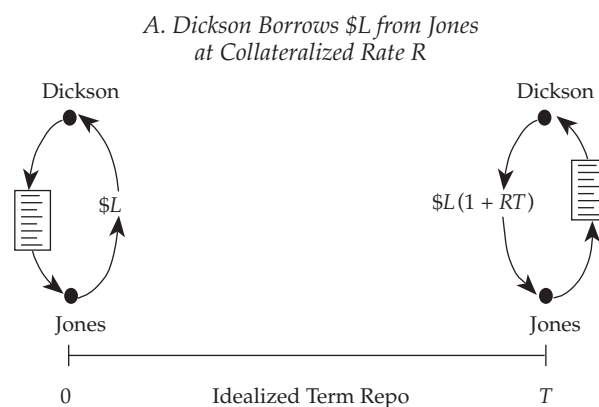 A. Dickson Borrows $L from Jones
at Collateralized Rate R
Dickson
Dickson
$L
$L(1 + RT)
Jones
Jones
0
Idealized Term Repo
T